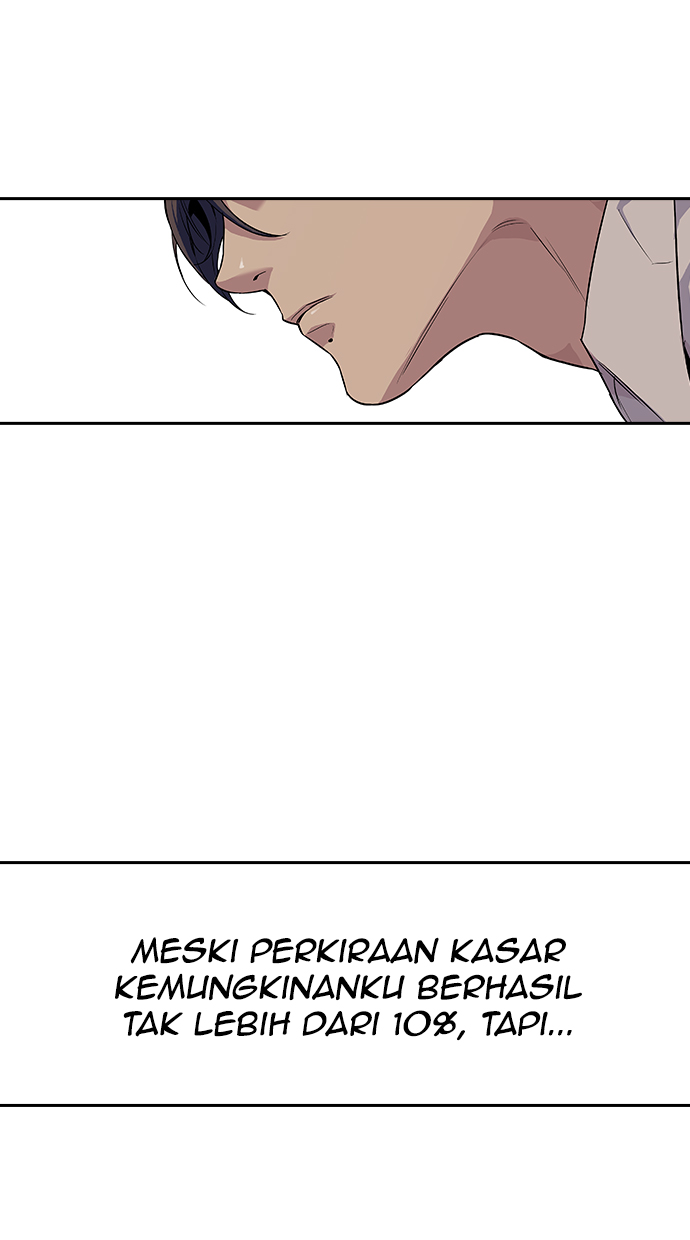 MESKI PERKIRAAN KASAR
KEMUNGKINANKU BERHASIL
TAK LEBIH DARI 10%, TAPI...